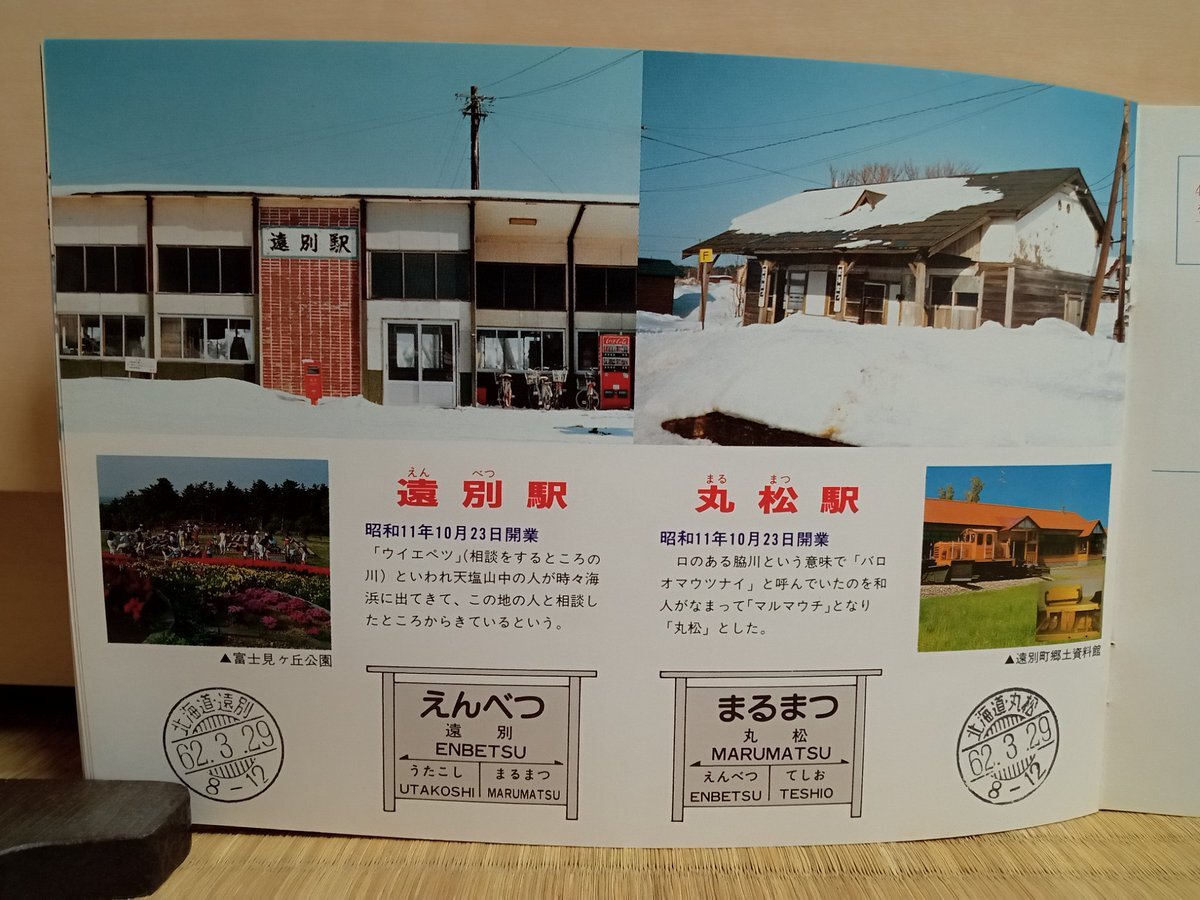 遠別駅
F
えん べつ
遠別駅
昭和11年10月23日開業
「ウイエベツ」(相談をするところの
川)といわれ天塩山中の人が時々海
浜に出てきて、この地の人と相談し
たところからきているという。
▲富士見ヶ丘公園
北海道・遠別
62.3.29
8-12
えんべつ
遠別
ENBETSU
うたこし
UTAKOSHI
まるまつ
MARUMATSU
まる まつ
丸松駅
昭和11年10月23日開業
ロのある脇川という意味で「バロ
オマウツナイ」と呼んでいたのを和
人がなまって「マルマウチ」となり
「丸松」とした。
▲遠別町郷土資料館
まるまつ
丸松
MARUMATSU
えんべつ
ENBETSU
てしお
TESHIO
北海道・丸松
62.3.29
8-12